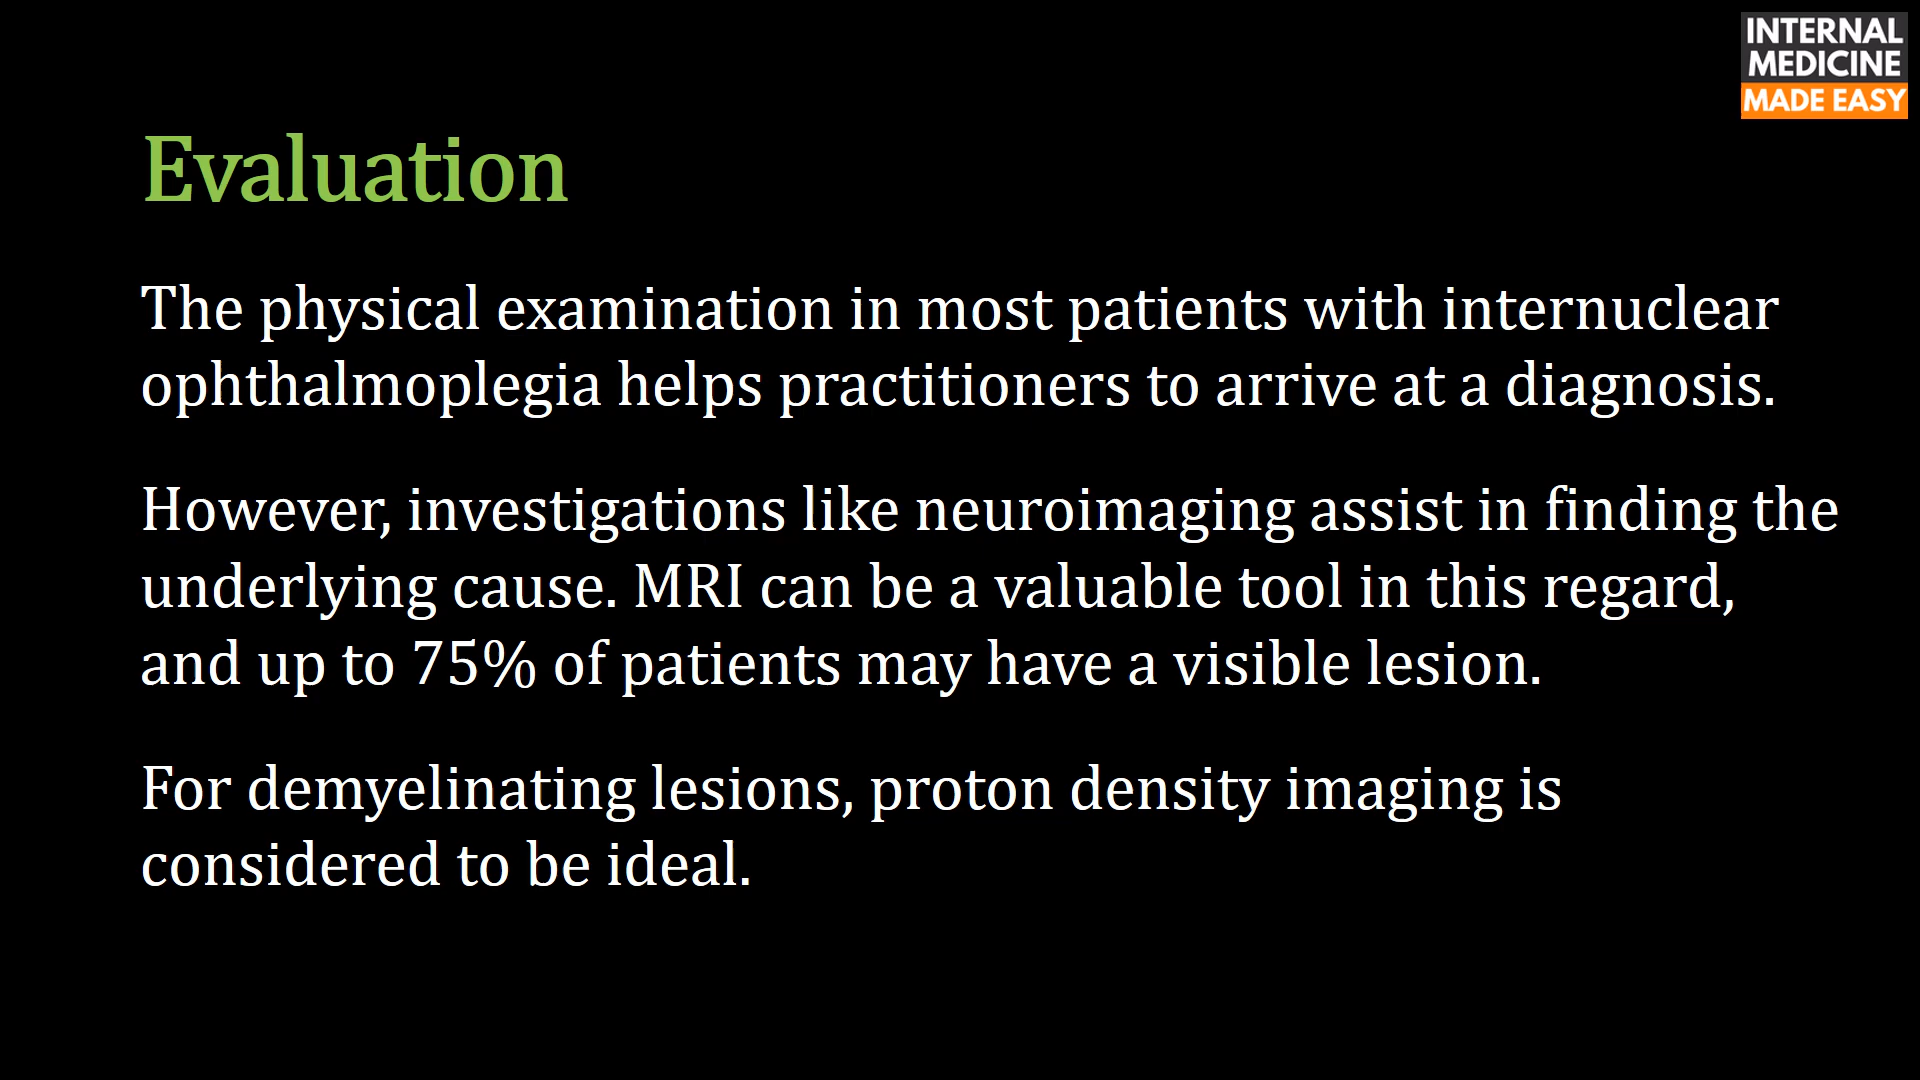 INTERNAL
MEDICINE
MADE EASY
Evaluation
The physical examination in most patients with internuclear
ophthalmoplegia helps practitioners to arrive at a diagnosis.
However, investigations like neuroimaging assist in finding the
underlying cause. MRI can be a valuable tool in this regard,
and up to 75% of patients may have a visible lesion.
For demyelinating lesions, proton density imaging is
considered to be ideal.